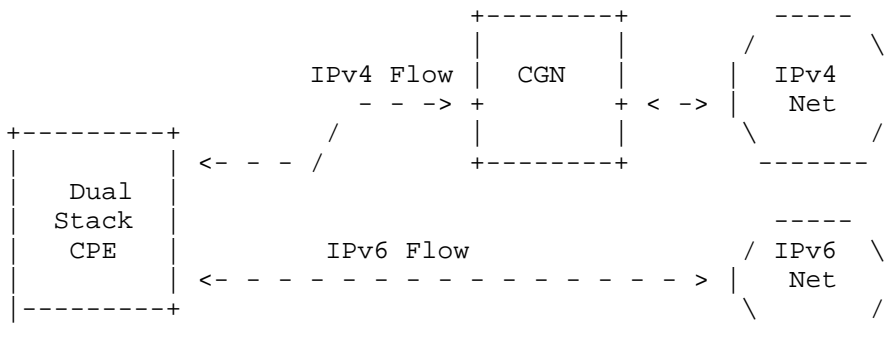 IPv4 Flow CGN IPv4
Net
Dual
Stack
CPE IPv6 Flow IPv6
Net